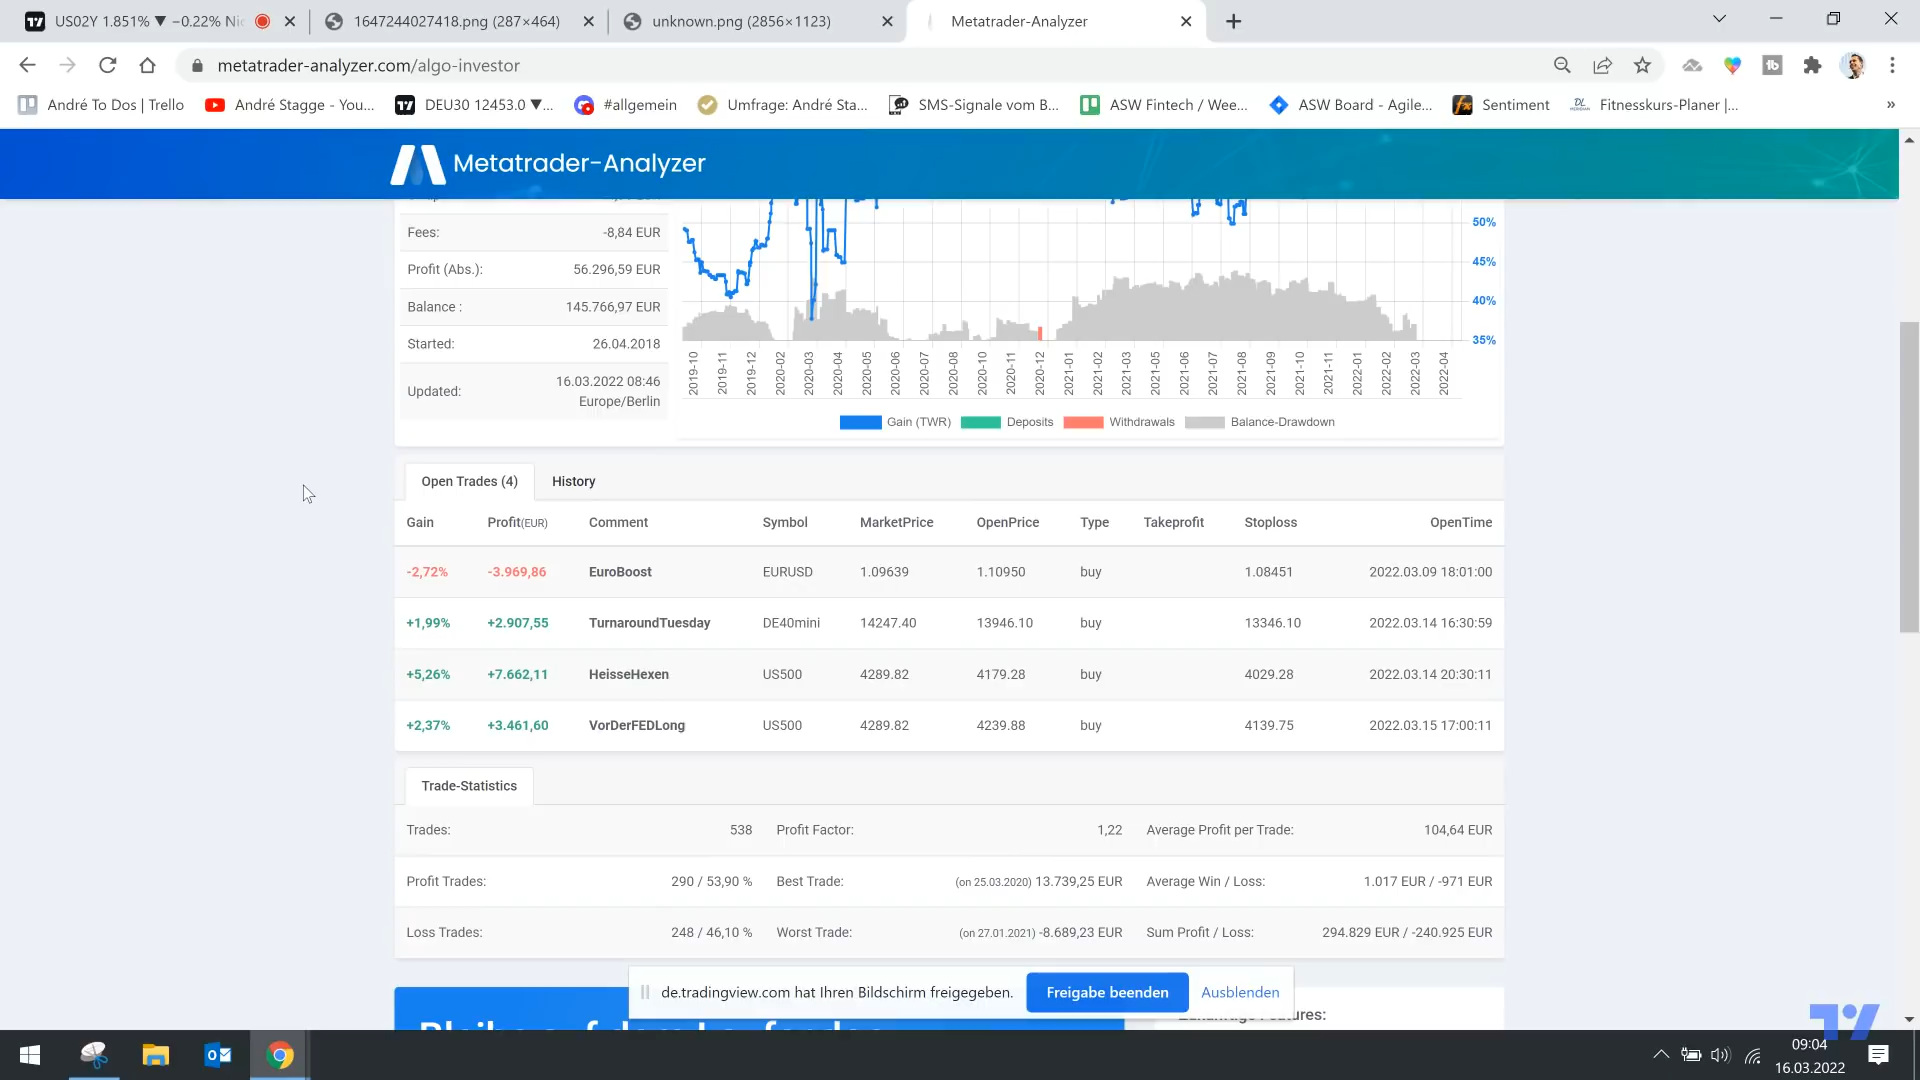 US02Y 1.851% ▼ −0.22% Ni
1647244027418.png (287×464)
unknown.png (2856×1123)
Metatrader-Analyzer
metatrader-analyzer.com/algo-investor
André To Dos | Trello
André Stagge - You...
DEU30 12453.0 ▼...
#allgemein
Umfrage: André Sta...
SMS-Signale vom B...
ASW Fintech / Wee...
ASW Board - Agile...
Sentiment
Fitnesskurs-Planer |...
»
Metatrader-Analyzer
Fees: -8,84 EUR
Profit (Abs.): 56.296,59 EUR
Balance : 145.766,97 EUR
Started: 26.04.2018
Updated: 16.03.2022 08:46
Europe/Berlin
50%
45%
40%
35%
2019-10 2019-11 2019-12 2020-02 2020-03 2020-04 2020-05 2020-06 2020-07 2020-08 2020-10 2020-11 2020-12 2021-01 2021-02 2021-03 2021-05 2021-06 2021-07 2021-08 2021-09 2021-10 2021-11 2022-01 2022-02 2022-03 2022-04
Gain (TWR) Deposits Withdrawals Balance-Drawdown
Open Trades (4) History
Gain Profit(EUR) Comment Symbol MarketPrice OpenPrice Type Takeprofit Stoploss OpenTime
-2,72% -3.969,86 EuroBoost EURUSD 1.09639 1.10950 buy 1.08451 2022.03.09 18:01:00
+1,99% +2.907,55 TurnaroundTuesday DE40mini 14247.40 13946.10 buy 13346.10 2022.03.14 16:30:59
+5,26% +7.662,11 HeisseHexen US500 4289.82 4179.28 buy 4029.28 2022.03.14 20:30:11
+2,37% +3.461,60 VorDerFEDLong US500 4289.82 4239.88 buy 4139.75 2022.03.15 17:00:11
Trade-Statistics
Trades: 538 Profit Factor: 1,22 Average Profit per Trade: 104,64 EUR
Profit Trades: 290 / 53,90 % Best Trade: (on 25.03.2020) 13.739,25 EUR Average Win / Loss: 1.017 EUR / -971 EUR
Loss Trades: 248 / 46,10 % Worst Trade: (on 27.01.2021) -8.689,23 EUR Sum Profit / Loss: 294.829 EUR / -240.925 EUR
de.tradingview.com hat Ihren Bildschirm freigegeben. Freigabe beenden Ausblenden
Features:
09:04
16.03.2022